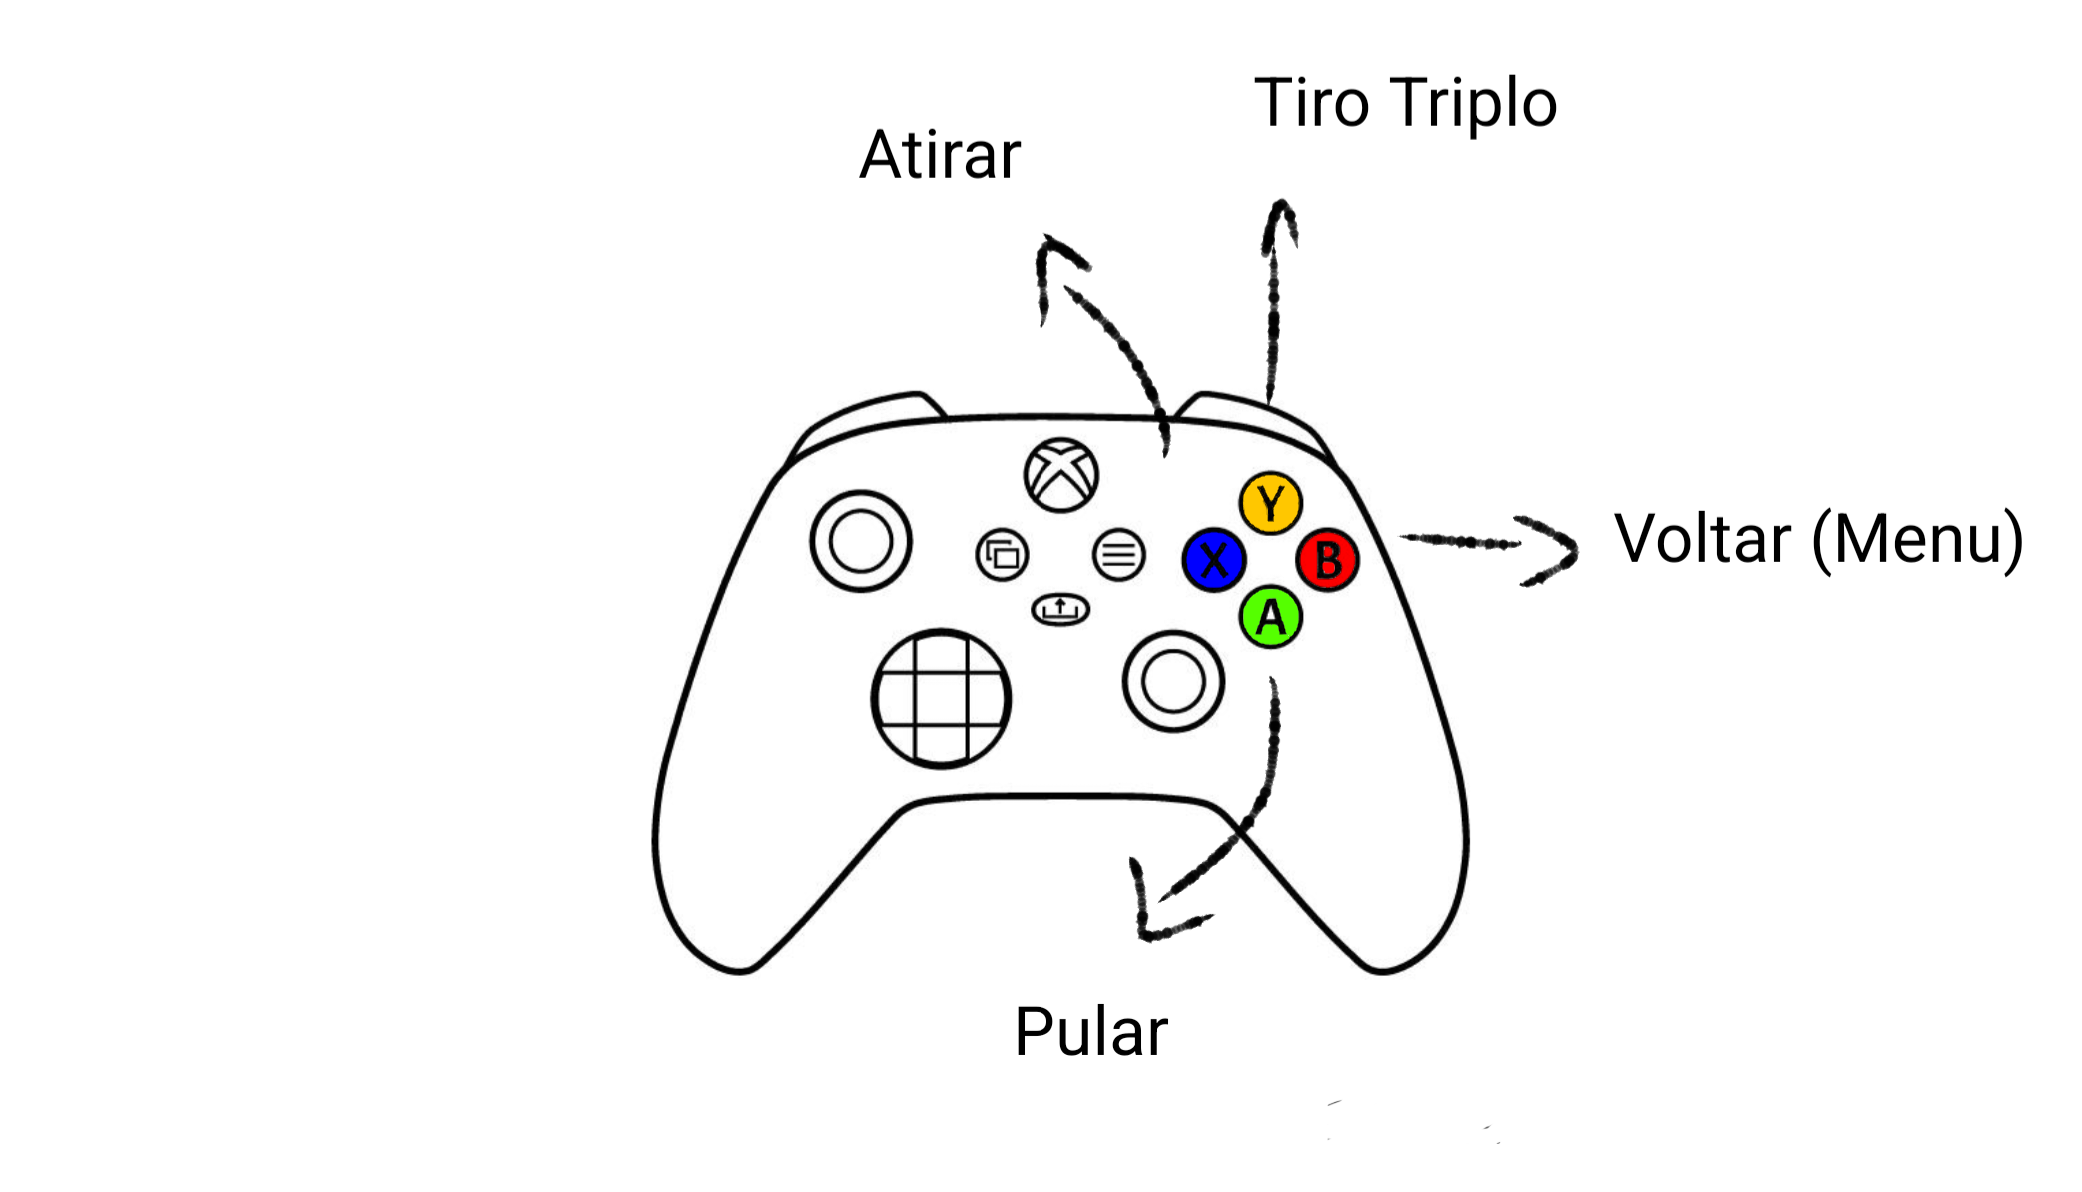 Tiro Triplo
Atirar
Y
Voltar (Menu)
X
B
A
Pular